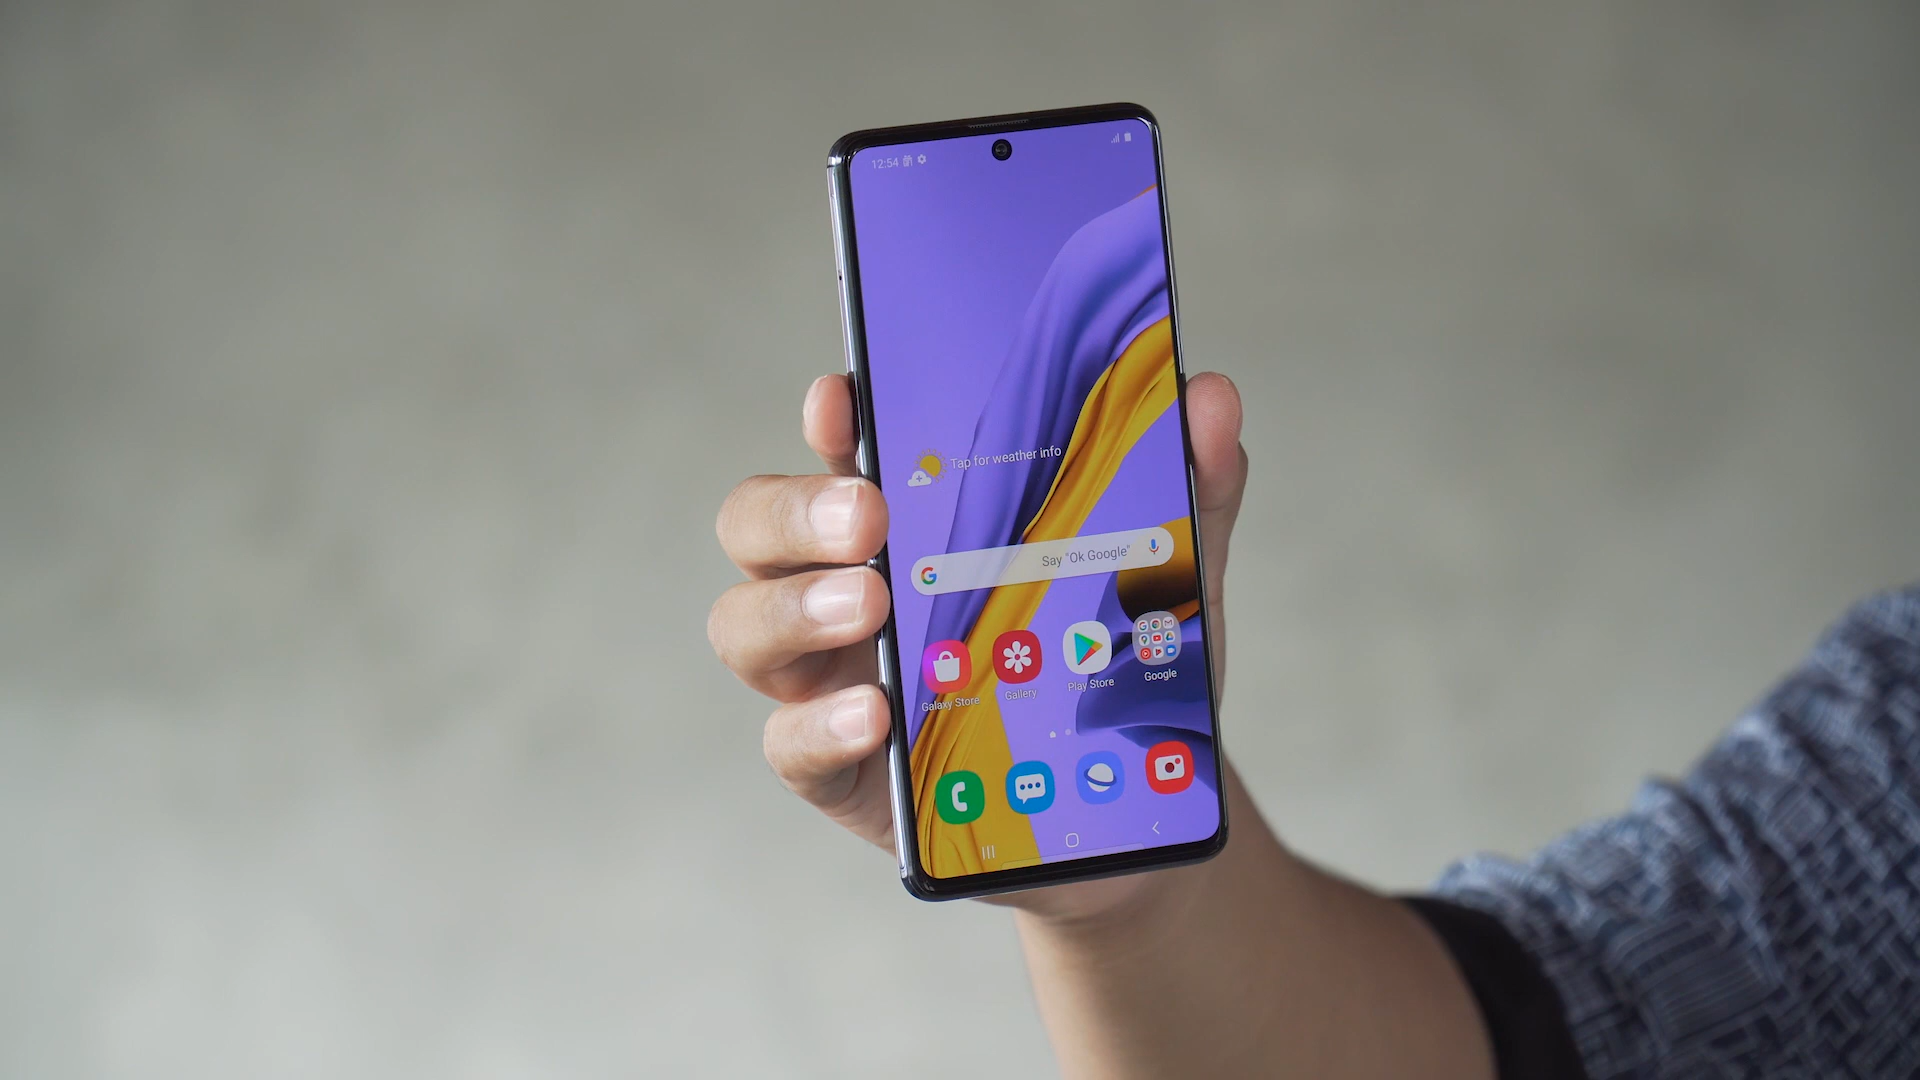 12:54
Tap for weather info
Say "Ok Google"
Galaxy Store
Gallery
Play Store
Google